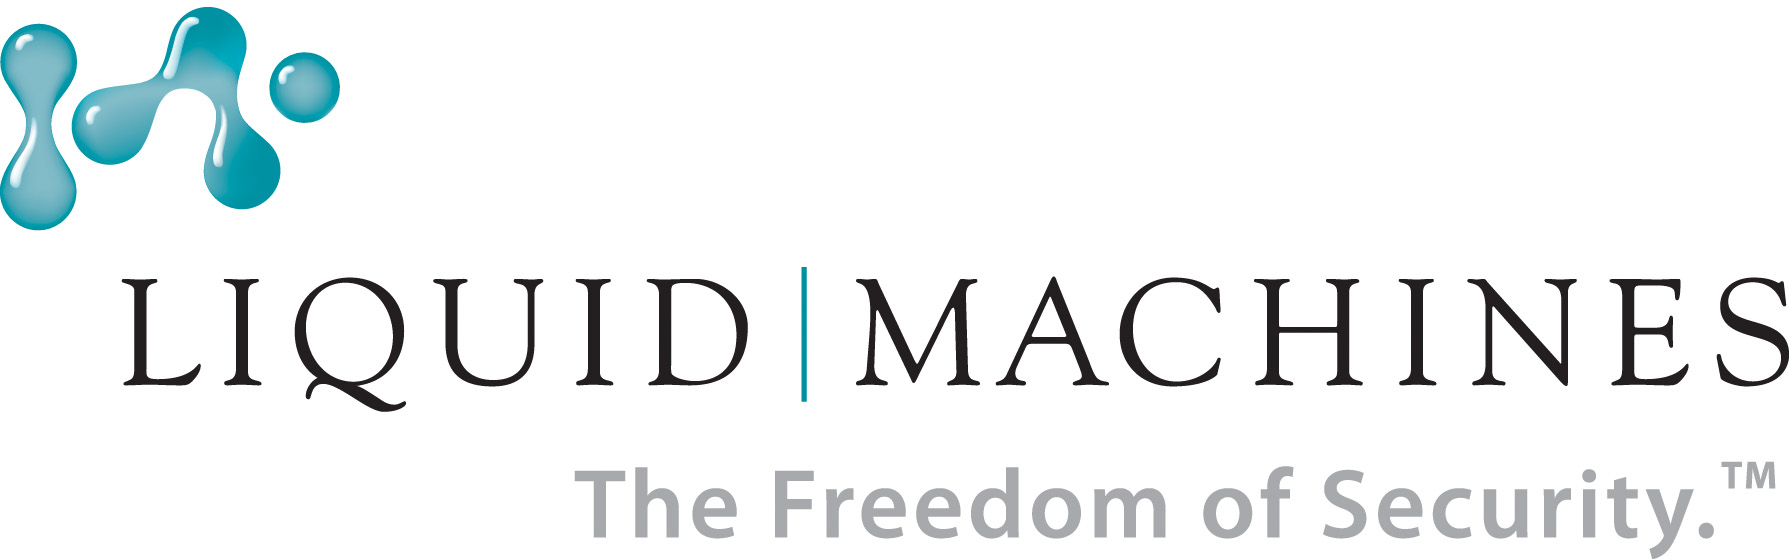 LIQUID | MACHINES
The Freedom of Security.™